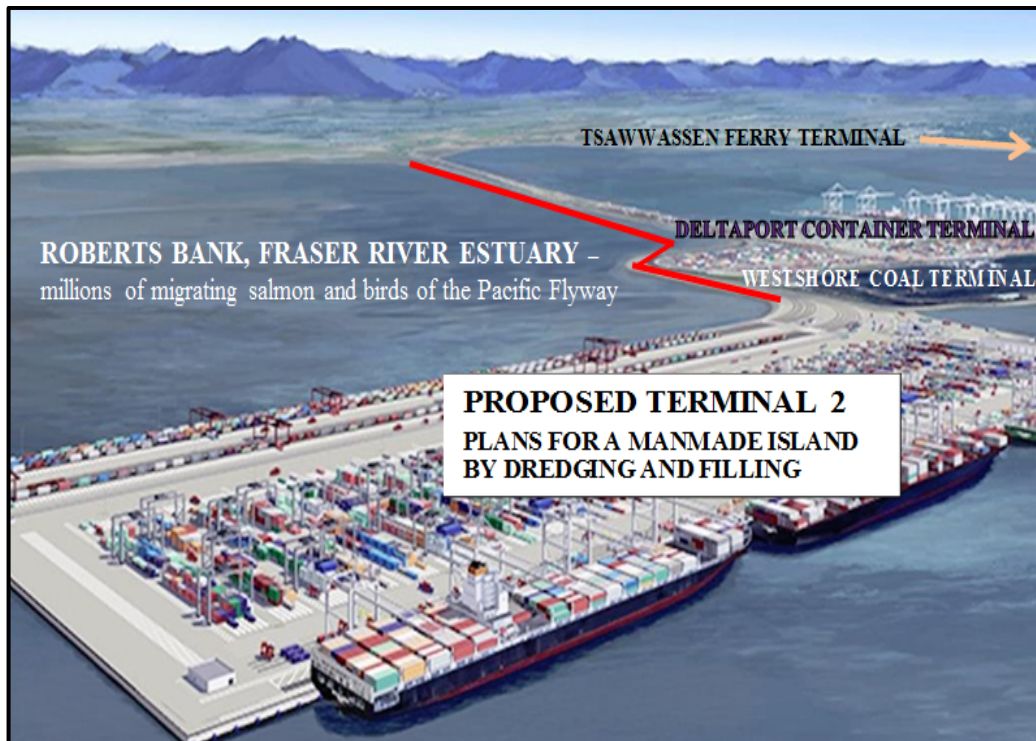 TSAWWASSEN FERRY TERMINAL
DELTAPORT CONTAINER TERMINAL
ROBERTS BANK, FRASER RIVER ESTUARY –
millions of migrating salmon and birds of the Pacific Flyway
WESTSHORE COAL TERMINAL
PROPOSED TERMINAL 2
PLANS FOR A MANMADE ISLAND
BY DREDGING AND FILLING